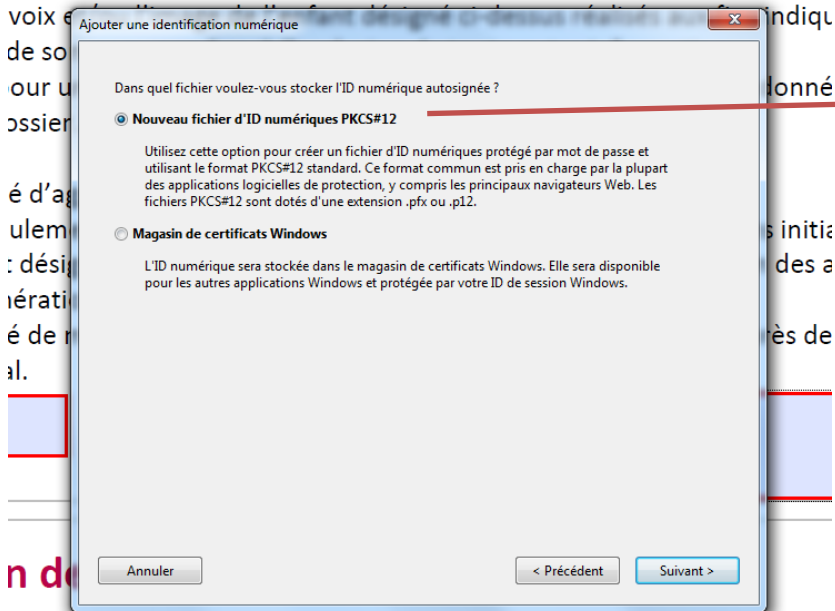 voix
indiqu
Ajouter une identification numérique
de so
Dans quel fichier voulez-vous stocker l'ID numérique autosignée ?
pour u
donné
Nouveau fichier d'ID numériques PKCS#12
ossier
Utilisez cette option pour créer un fichier d'ID numériques protégé par mot de passe et
utilisant le format PKCS#12 standard. Ce format commun est pris en charge par la plupart
des applications logicielles de protection, y compris les principaux navigateurs Web. Les
fichiers PKCS#12 sont dotés d'une extension .pfx ou .p12.
é d'ag
ulem
s initia
Magasin de certificats Windows
t désig
des a
L'ID numérique sera stockée dans le magasin de certificats Windows. Elle sera disponible
pour les autres applications Windows et protégée par votre ID de session Windows.
nérati
é de r
rès de
al.
n de
Annuler
< Précédent
Suivant >